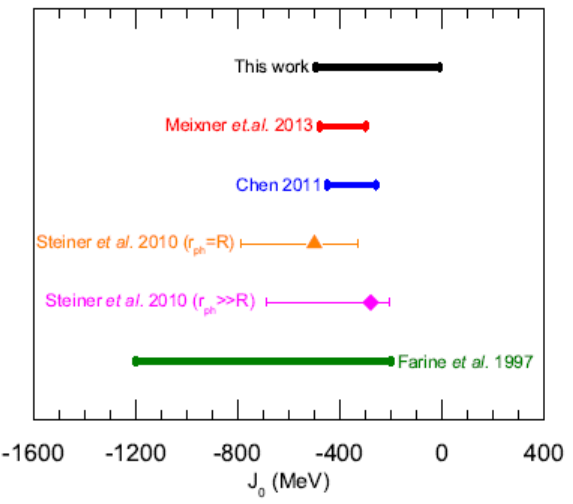 This work
Meixner et.al. 2013
Chen 2011
Steiner et al. 2010 (rph=R)
Steiner et al. 2010 (rph>>R)
Farine et al. 1997
-1600 -1200 -800 -400 0 400
J0 (MeV)